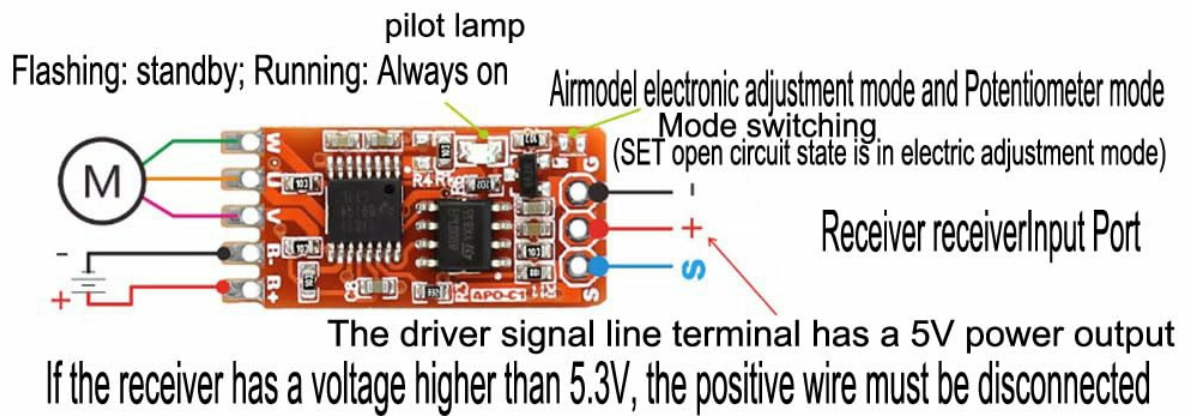 pilot lamp
Flashing: standby; Running: Always on
Airmodel electronic adjustment mode and Potentiometer mode
Mode switching
(SET open circuit state is in electric adjustment mode)
M
W
U
V
B-
B+
-
+
R4
APO-C1
G
S
-
+
S
Receiver receiverInput Port
The driver signal line terminal has a 5V power output
If the receiver has a voltage higher than 5.3V, the positive wire must be disconnected